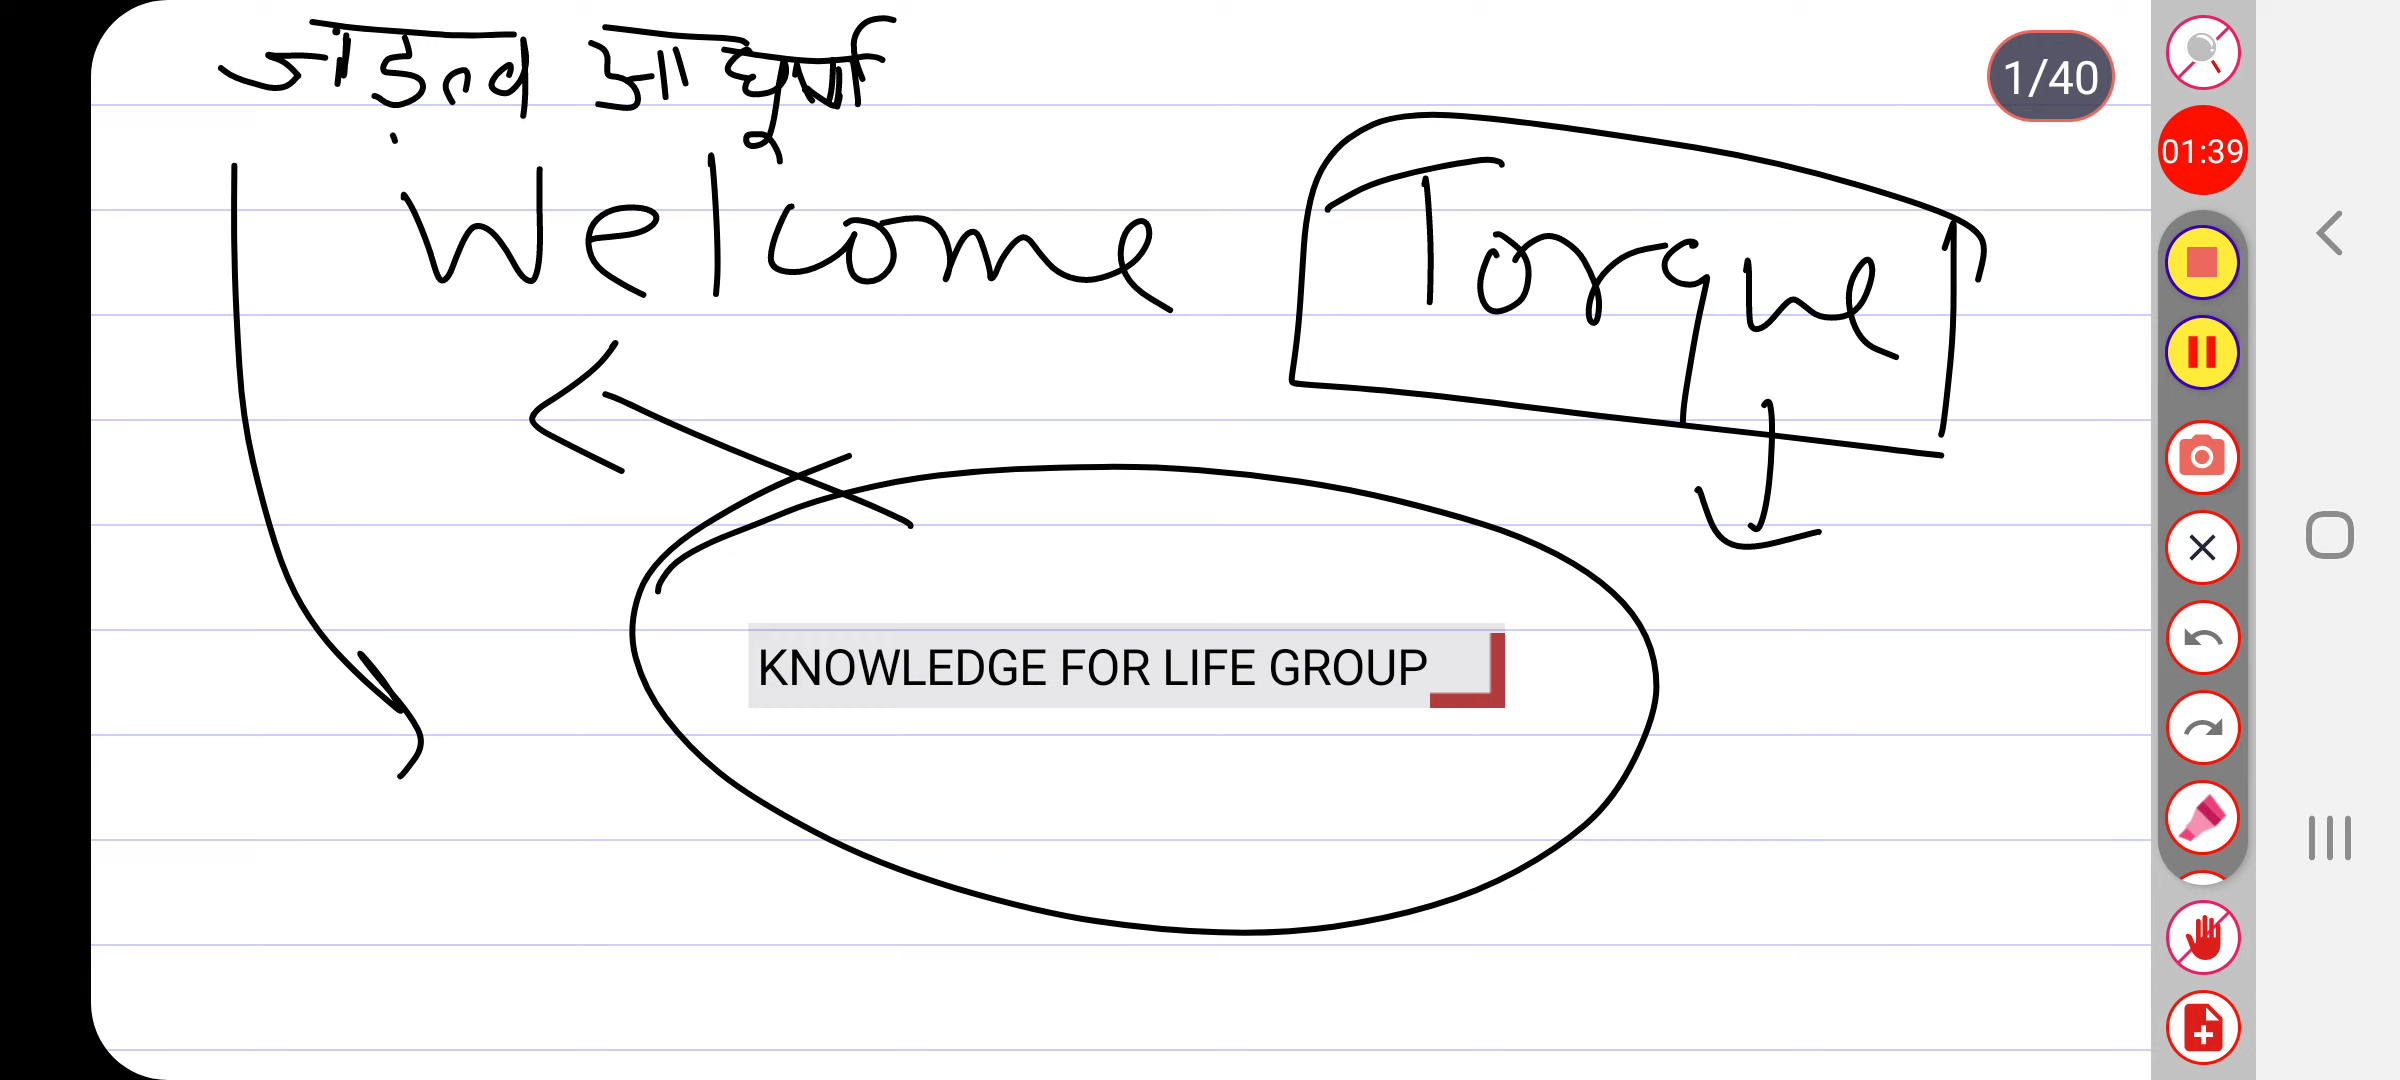 1/40
01:39
Welcome
Torque
KNOWLEDGE FOR LIFE GROUP